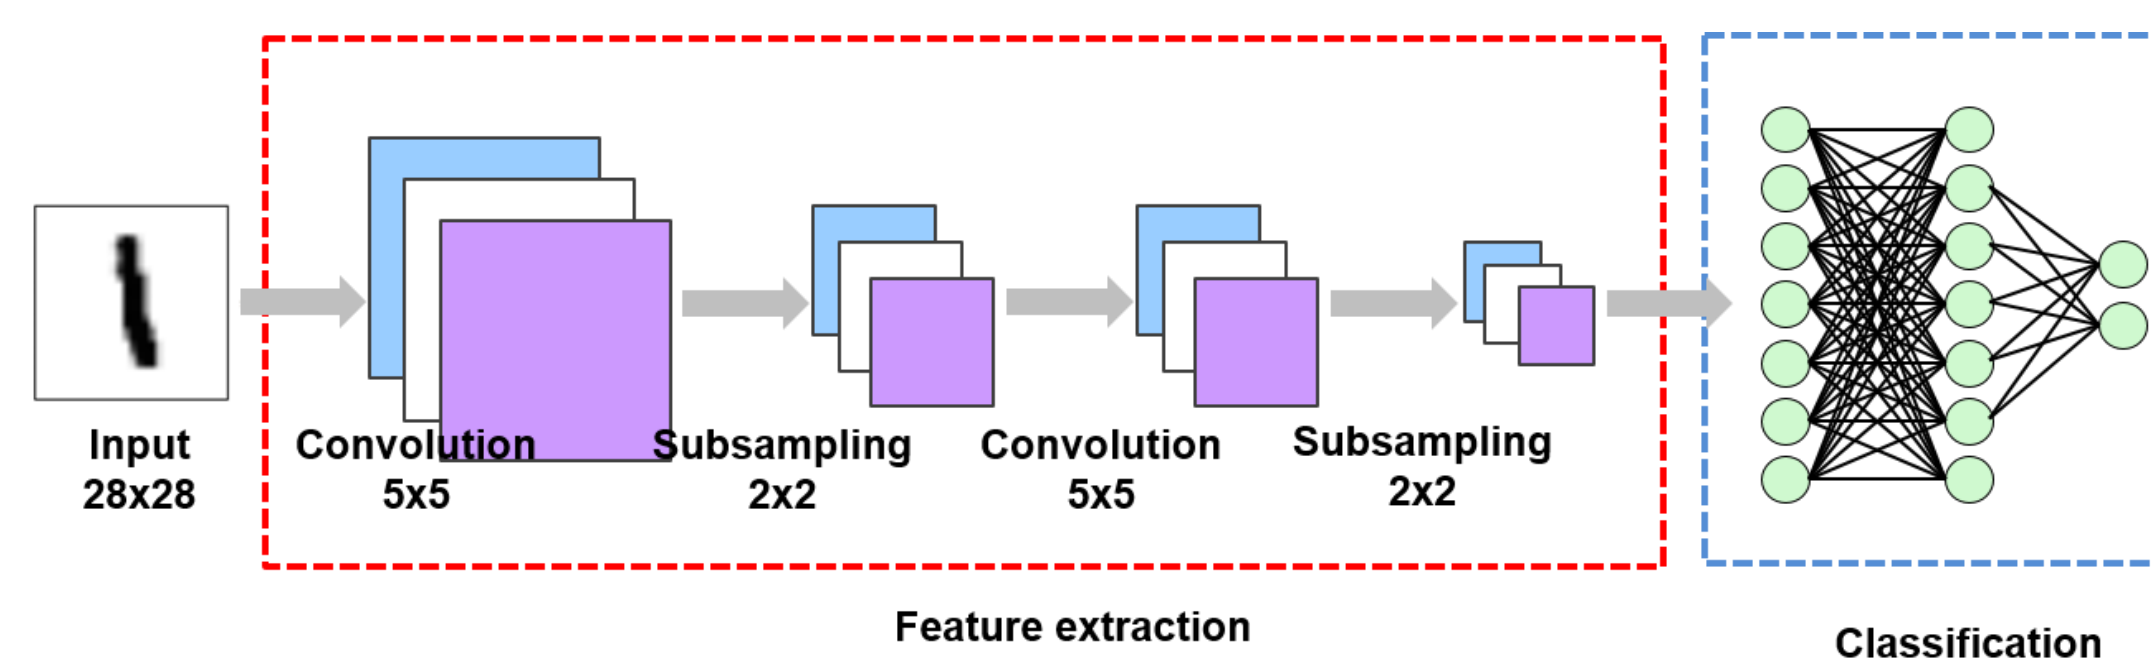 Input
28x28
Convolution
5x5
Subsampling
2x2
Convolution
5x5
Subsampling
2x2
Feature extraction
Classification